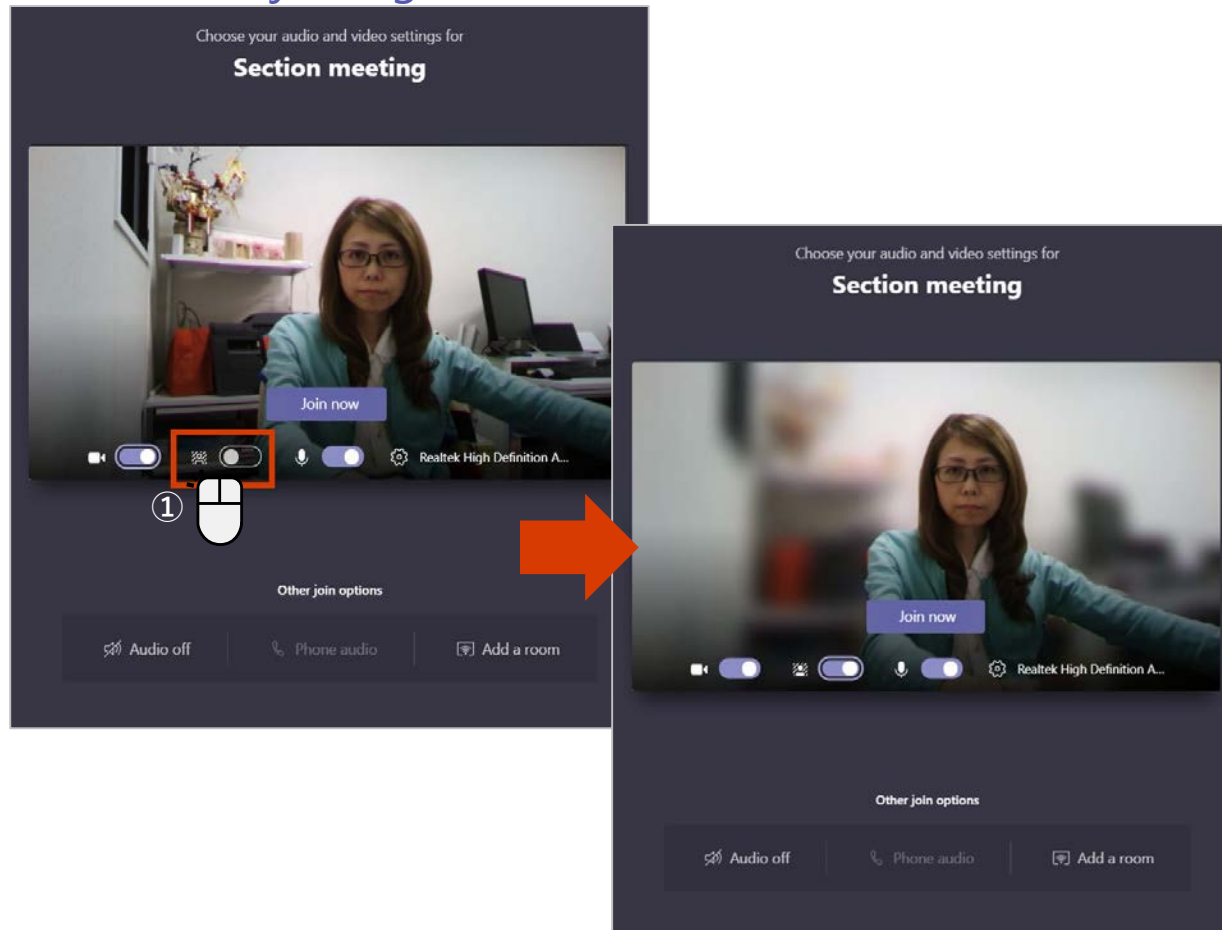 Choose your audio and video settings for
Section meeting
Join now
Realtek High Definition A...
①
Other join options
Audio off
Phone audio
Add a room
Choose your audio and video settings for
Section meeting
Join now
Realtek High Definition A...
Other join options
Audio off
Phone audio
Add a room